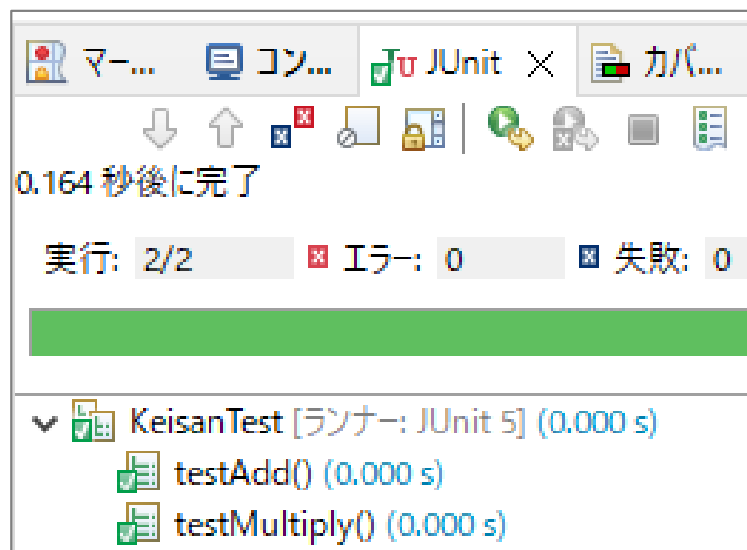 マー... コン... JUnit カバ...
0.164 秒後に完了
実行: 2/2 エラー: 0 失敗: 0
KeisanTest [ランナー: JUnit 5] (0.000 s)
testAdd() (0.000 s)
testMultiply() (0.000 s)